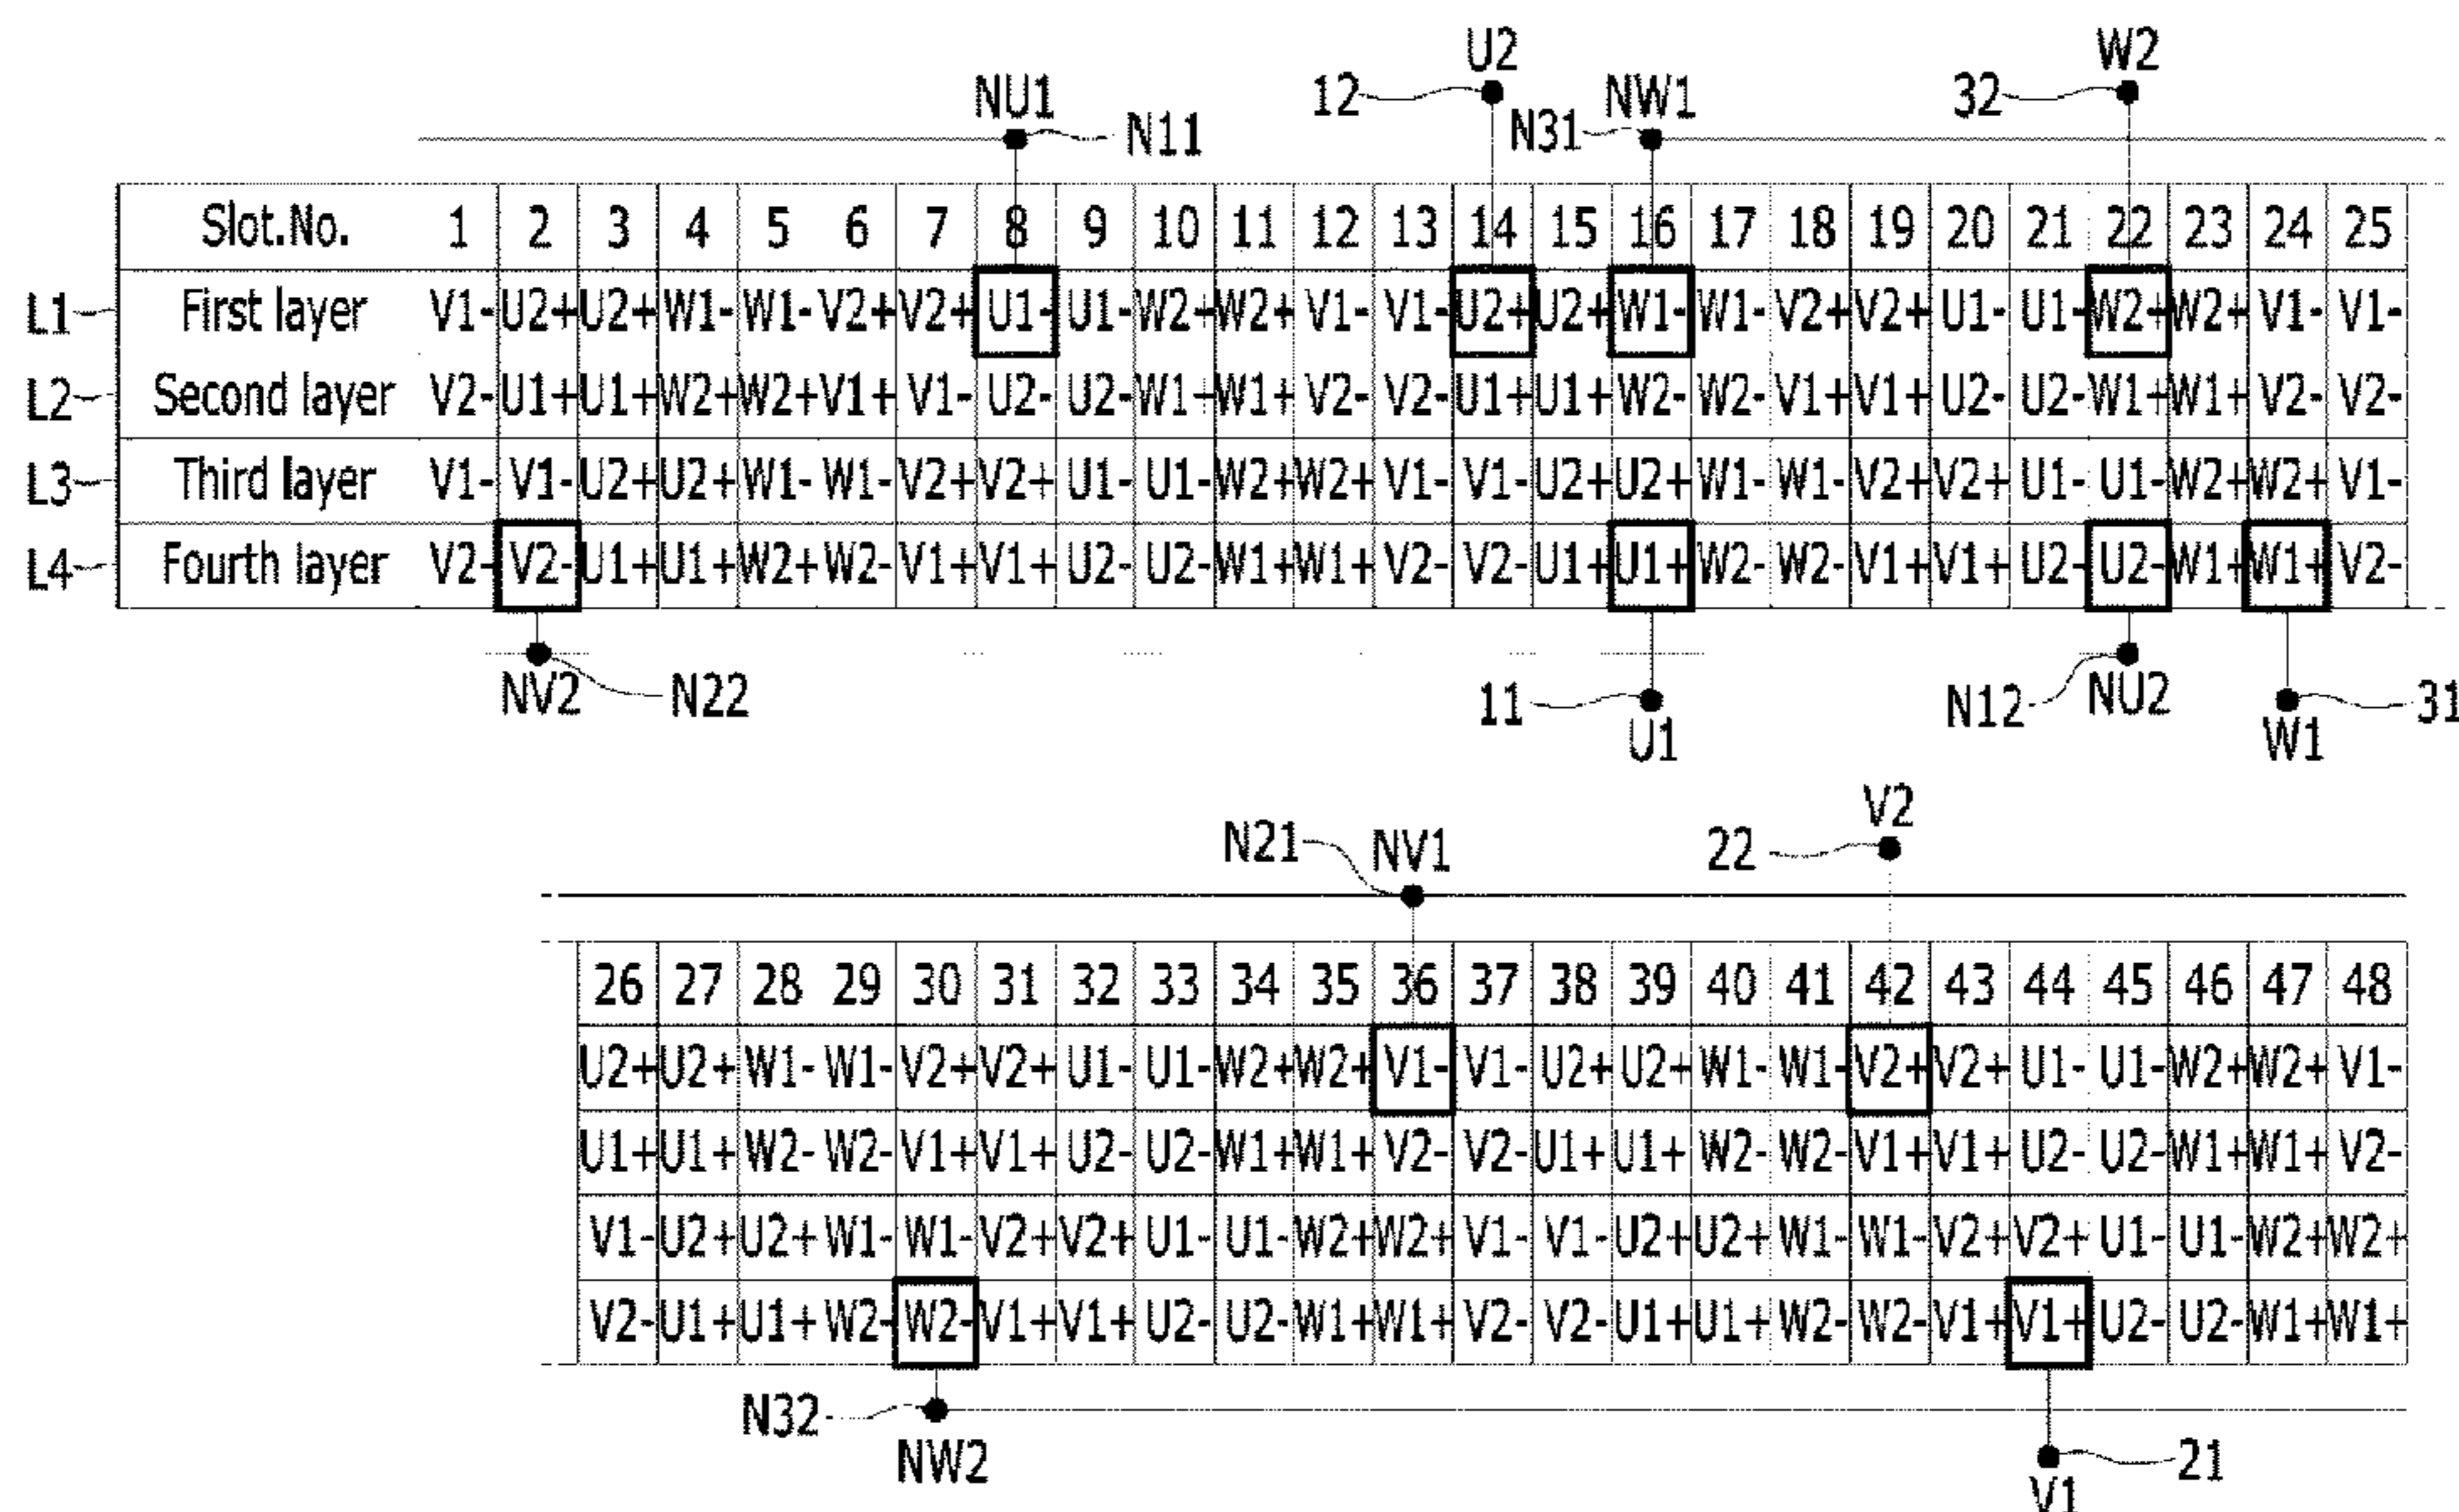 U2 W2
NU1 12 NW1 32
N11 N31
Slot.No. 1 2 3 4 5 6 7 8 9 10 11 12 13 14 15 16 17 18 19 20 21 22 23 24 25
L1 First layer V1- U2+ U2+ W1- W1- V2+ V2+ U1- U1- W2+ W2+ V1- V1- U2+ U2+ W1- W1- V2+ V2+ U1- U1- W2+ W2+ V1- V1-
L2 Second layer V2- U1+ U1+ W2+ W2+ V1+ V1- U2- U2- W1+ W1+ V2- V2- U1+ U1+ W2- W2- V1+ V1+ U2- U2- W1+ W1+ V2- V2-
L3 Third layer V1- V1- U2+ U2+ W1- W1- V2+ V2+ U1- U1- W2+ W2+ V1- V1- U2+ U2+ W1- W1- V2+ V2+ U1- U1- W2+ W2+ V1-
L4 Fourth layer V2- V2- U1+ U1+ W2+ W2- V1+ V1+ U2- U2- W1+ W1+ V2- V2- U1+ U1+ W2- W2- V1+ V1+ U2- U2- W1+ W1+ V2-
NV2 N22 11 N12 NU2 31
U1 W1
V2
N21 NV1 22
26 27 28 29 30 31 32 33 34 35 36 37 38 39 40 41 42 43 44 45 46 47 48
U2+ U2+ W1- W1- V2+ V2+ U1- U1- W2+ W2+ V1- V1- U2+ U2+ W1- W1- V2+ V2+ U1- U1- W2+ W2+ V1-
U1+ U1+ W2- W2- V1+ V1+ U2- U2- W1+ W1+ V2- V2- U1+ U1+ W2- W2- V1+ V1+ U2- U2- W1+ W1+ V2-
V1- U2+ U2+ W1- W1- V2+ V2+ U1- U1- W2+ W2+ V1- V1- U2+ U2+ W1- W1- V2+ V2+ U1- U1- W2+ W2+
V2- U1+ U1+ W2- W2- V1+ V1+ U2- U2- W1+ W1+ V2- V2- U1+ U1+ W2- W2- V1+ V1+ U2- U2- W1+ W1+
N32
NW2 21
V1